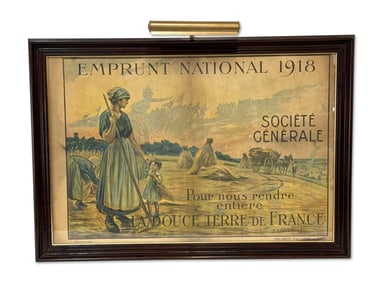 EMPRUNT NATIONAL 1918
SOCIÉTÉ
GÉNÉRALE
Pour nous rendre
entière
LA DOUCE TERRE DE FRANCE